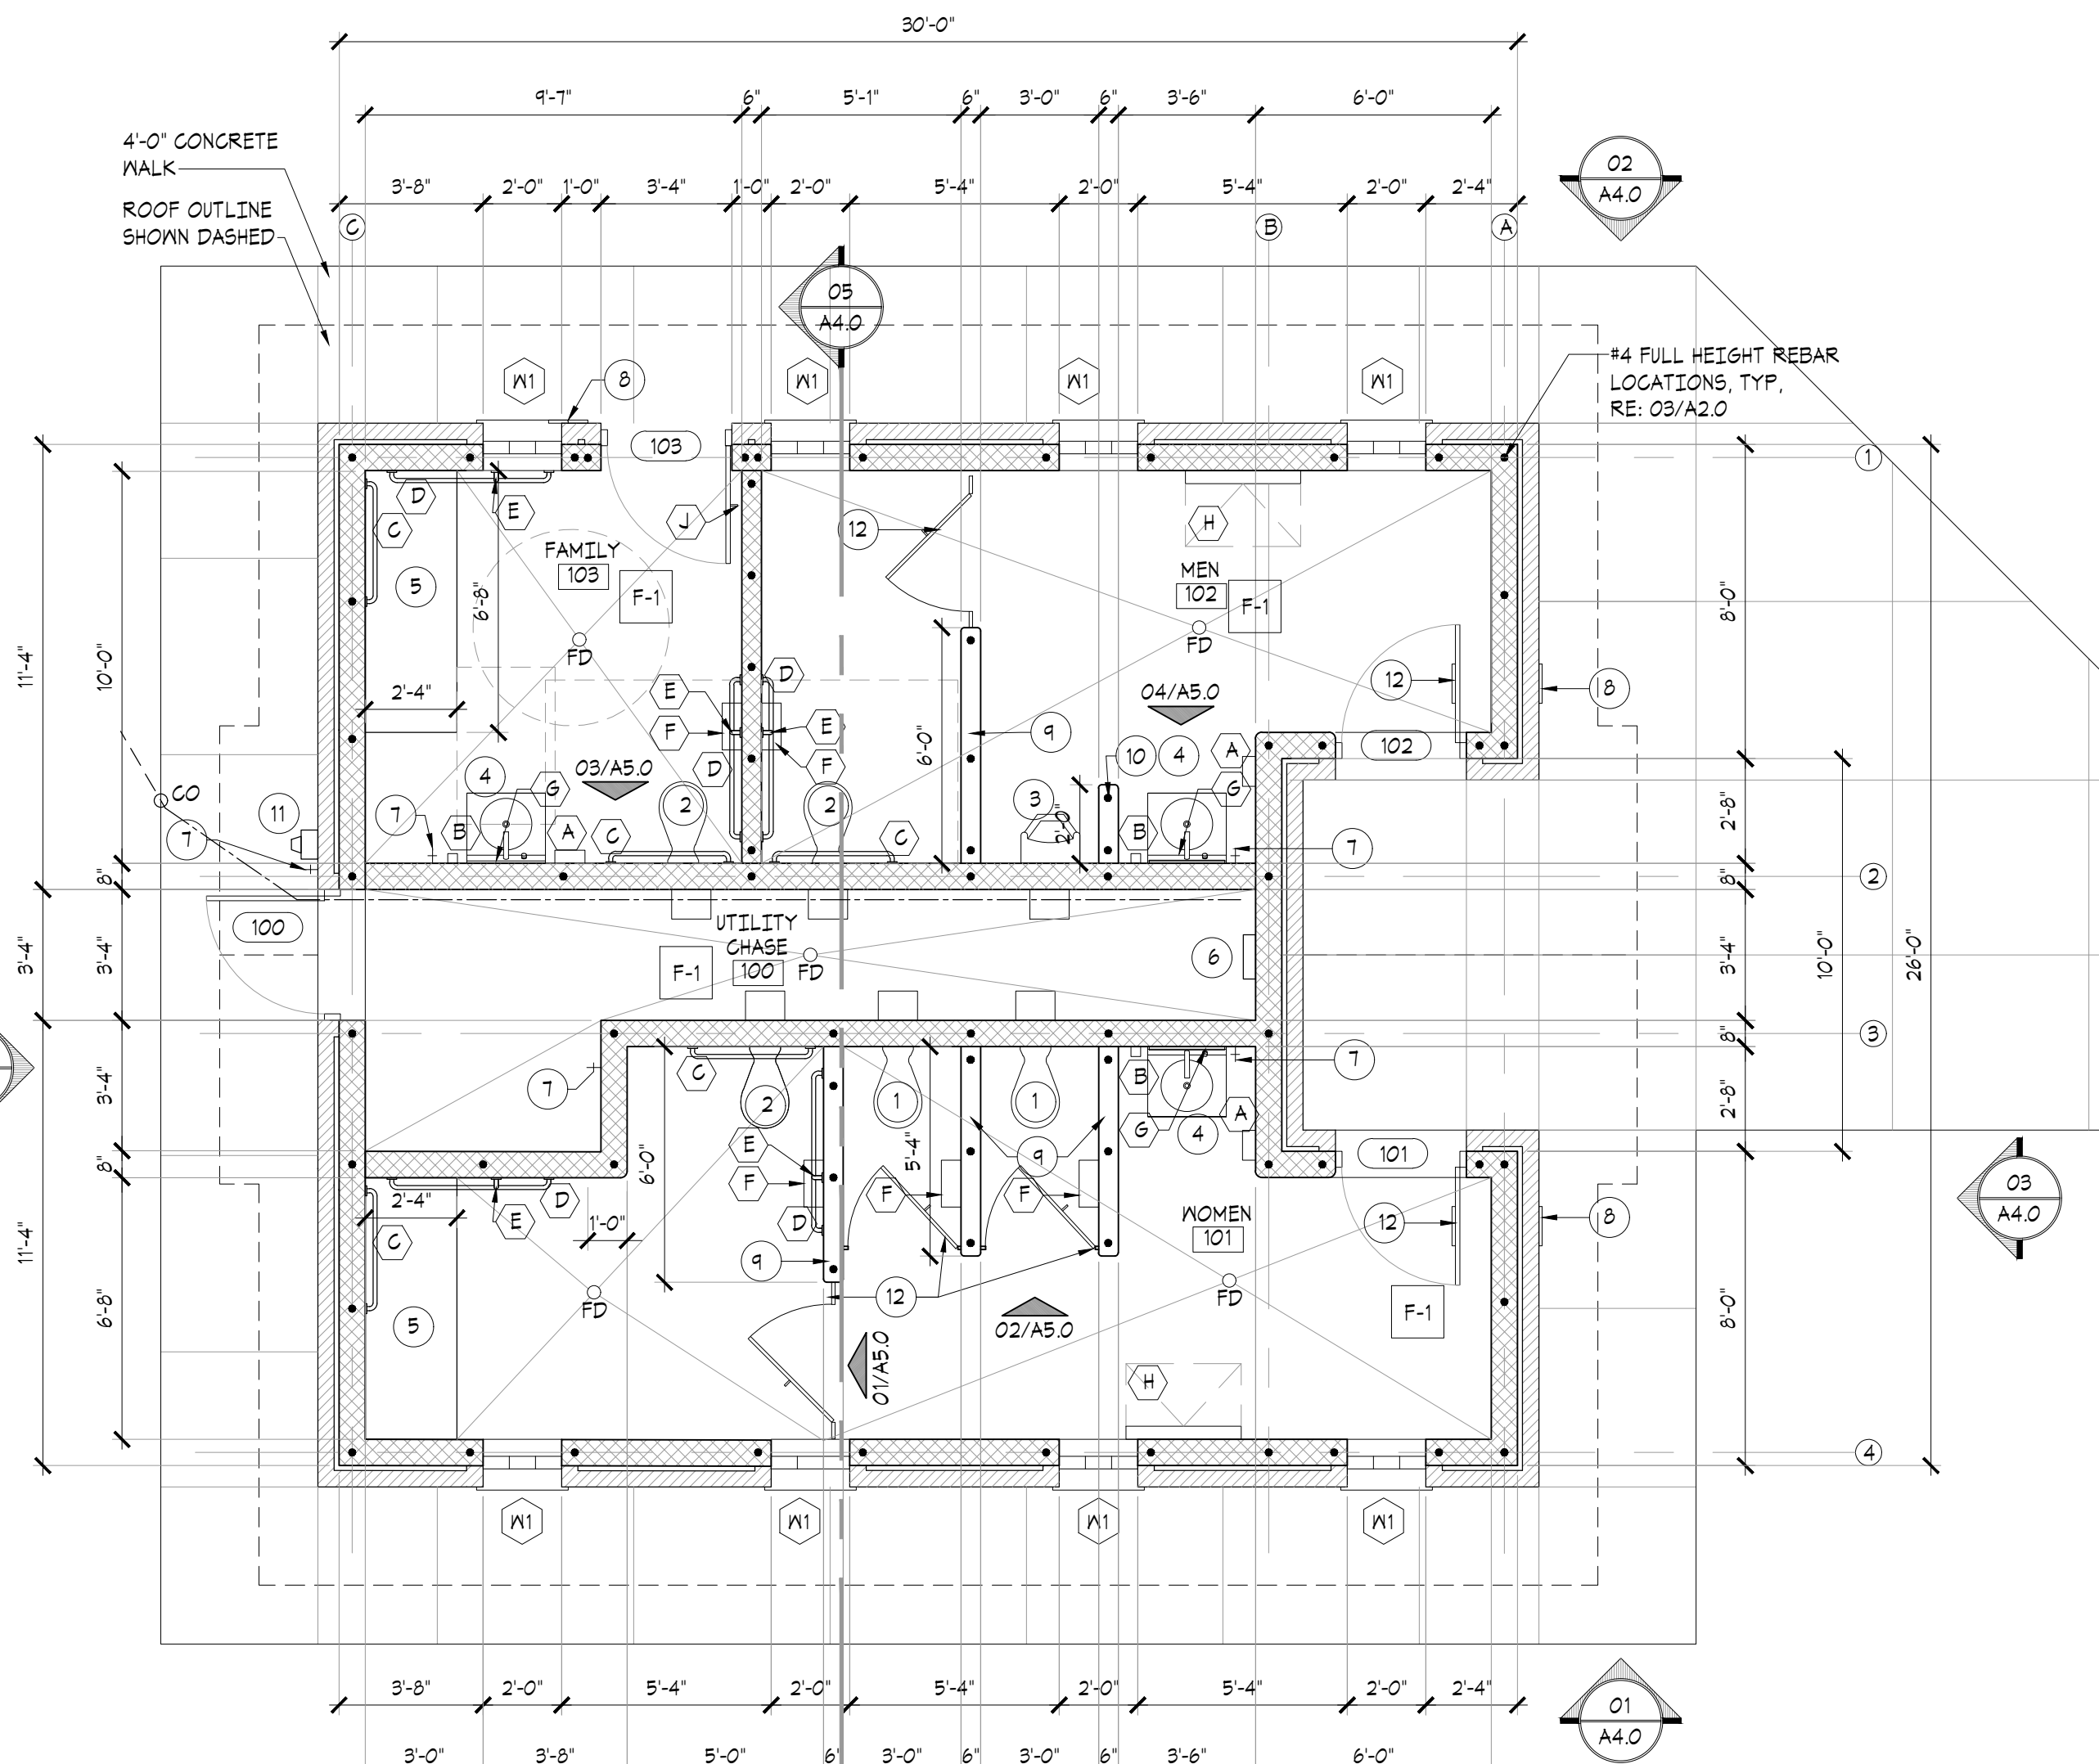 30'-0"
9'-7" 6" 5'-1" 6" 3'-0" 6" 3'-6" 6'-0"
4'-0" CONCRETE
WALK
ROOF OUTLINE
SHOWN DASHED
3'-8" 2'-0" 1'-0" 3'-4" 1'-0" 2'-0" 5'-4" 2'-0" 5'-4" 2'-0" 2'-4"
02
A4.0
C B A
05
A4.0
#4 FULL HEIGHT REBAR
LOCATIONS, TYP,
RE: 03/A2.0
W1 8 W1 W1 W1
103
1
D E J 12 H
C
FAMILY
103
F-1
MEN
102
F-1
5
6'-8"
FD
FD
11'-4"
10'-0"
8'-0"
2'-4"
E D
F E
D F
6'-0"
9
04/A5.0
12
8
102
10 4 A
G
4 G
03/A5.0
2 2
3
2'-0"
CO
11
7
7 B A C C B 7
2'-8"
8" 8"
2
100
UTILITY
CHASE
100
F-1
FD
6
3'-4"
3'-4"
3'-4"
10'-0"
26'-0"
3
8"
7
C 2 1 1 B 7
G 4 A
3'-4"
2'-8"
8"
101
6'-0"
5'-4"
E
F
D
9
F F
9
2'-4"
E D
C
1'-0"
12
8
WOMEN
101
03
A4.0
11'-4"
6'-8"
8'-0"
5
FD
12
FD
F-1
01/A5.0
02/A5.0
H
4
W1 W1 W1 W1
3'-8" 2'-0" 5'-4" 2'-0" 5'-4" 2'-0" 5'-4" 2'-0" 2'-4"
01
A4.0
3'-0" 3'-8" 5'-0" 6" 3'-0" 6" 3'-0" 6" 3'-6" 6'-0"